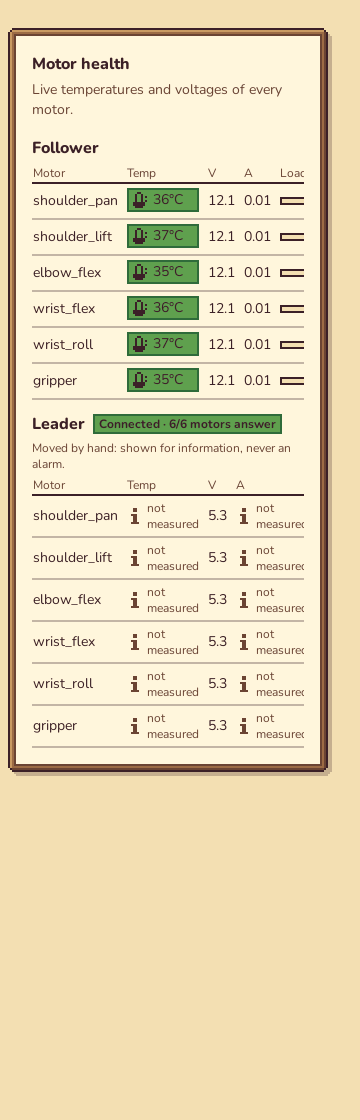 Motor health
Live temperatures and voltages of every
motor.
Follower
Motor Temp V A Load
shoulder_pan 36°C 12.1 0.01
shoulder_lift 37°C 12.1 0.01
elbow_flex 35°C 12.1 0.01
wrist_flex 36°C 12.1 0.01
wrist_roll 37°C 12.1 0.01
gripper 35°C 12.1 0.01
Leader Connected · 6/6 motors answer
Moved by hand: shown for information, never an
alarm.
Motor Temp V A
shoulder_pan not measured 5.3 not measured
shoulder_lift not measured 5.3 not measured
elbow_flex not measured 5.3 not measured
wrist_flex not measured 5.3 not measured
wrist_roll not measured 5.3 not measured
gripper not measured 5.3 not measured